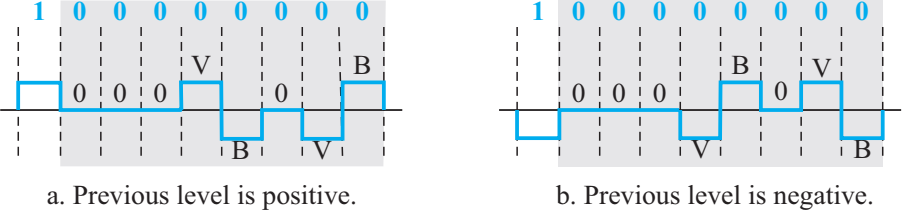 1 0 0 0 0 0 0 0 0
V B
0 0 0 0
B V
a. Previous level is positive.
1 0 0 0 0 0 0 0 0
B V
0 0 0 0
V B
b. Previous level is negative.